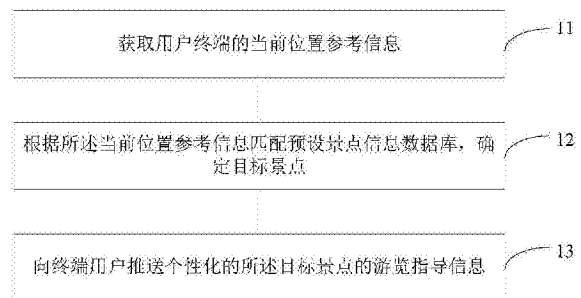 获取用户终端的当前位置参考信息
11
根据所述当前位置参考信息匹配预设景点信息数据库，确
定目标景点
12
向终端用户推送个性化的所述目标景点的游览指导信息
13